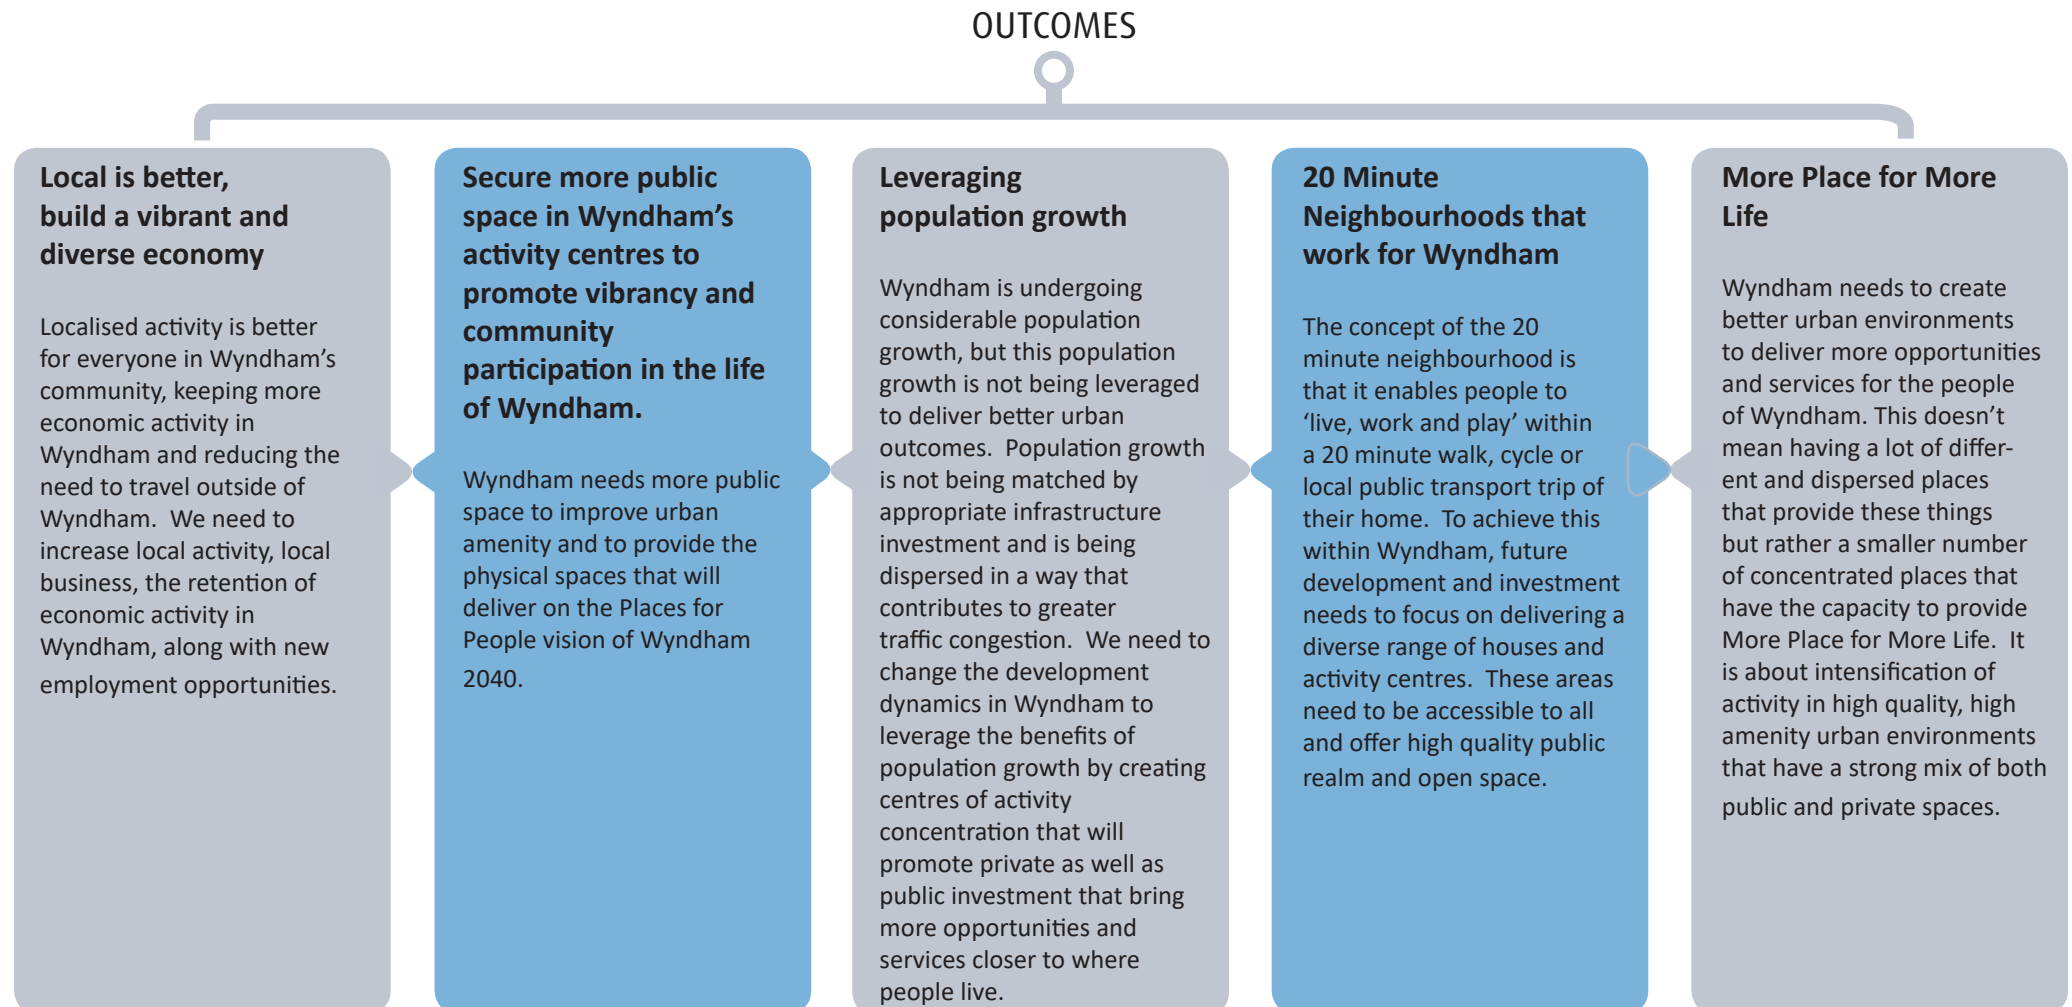 OUTCOMES
Local is better,
build a vibrant and
diverse economy
Localised activity is better
for everyone in Wyndham’s
community, keeping more
economic activity in
Wyndham and reducing the
need to travel outside of
Wyndham.  We need to
increase local activity, local
business, the retention of
economic activity in
Wyndham, along with new
employment opportunities.
Secure more public
space in Wyndham’s
activity centres to
promote vibrancy and
community
participation in the life
of Wyndham.
Wyndham needs more public
space to improve urban
amenity and to provide the
physical spaces that will
deliver on the Places for
People vision of Wyndham
2040.
Leveraging
population growth
Wyndham is undergoing
considerable population
growth, but this population
growth is not being leveraged
to deliver better urban
outcomes.  Population growth
is not being matched by
appropriate infrastructure
investment and is being
dispersed in a way that
contributes to greater
traffic congestion.  We need to
change the development
dynamics in Wyndham to
leverage the benefits of
population growth by creating
centres of activity
concentration that will
promote private as well as
public investment that bring
more opportunities and
services closer to where
people live.
20 Minute
Neighbourhoods that
work for Wyndham
The concept of the 20
minute neighbourhood is
that it enables people to
‘live, work and play’ within
a 20 minute walk, cycle or
local public transport trip of
their home.  To achieve this
within Wyndham, future
development and investment
needs to focus on delivering a
diverse range of houses and
activity centres.  These areas
need to be accessible to all
and offer high quality public
realm and open space.
More Place for More
Life
Wyndham needs to create
better urban environments
to deliver more opportunities
and services for the people
of Wyndham. This doesn’t
mean having a lot of differ-
ent and dispersed places
that provide these things
but rather a smaller number
of concentrated places that
have the capacity to provide
More Place for More Life.  It
is about intensification of
activity in high quality, high
amenity urban environments
that have a strong mix of both
public and private spaces.